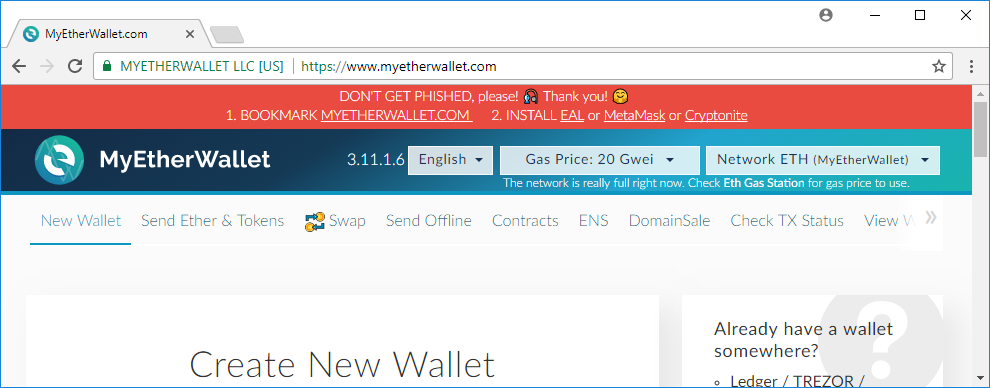 MyEtherWallet.com
MYETHERWALLET LLC [US] https://www.myetherwallet.com
DON'T GET PHISHED, please! Thank you!
1. BOOKMARK MYETHERWALLET.COM 2. INSTALL EAL or MetaMask or Cryptonite
MyEtherWallet 3.11.1.6 English Gas Price: 20 Gwei Network ETH (MyEtherWallet)
The network is really full right now. Check Eth Gas Station for gas price to use.
New Wallet Send Ether & Tokens Swap Send Offline Contracts ENS DomainSale Check TX Status View W »
Create New Wallet
Already have a wallet
somewhere?
Ledger / TREZOR /